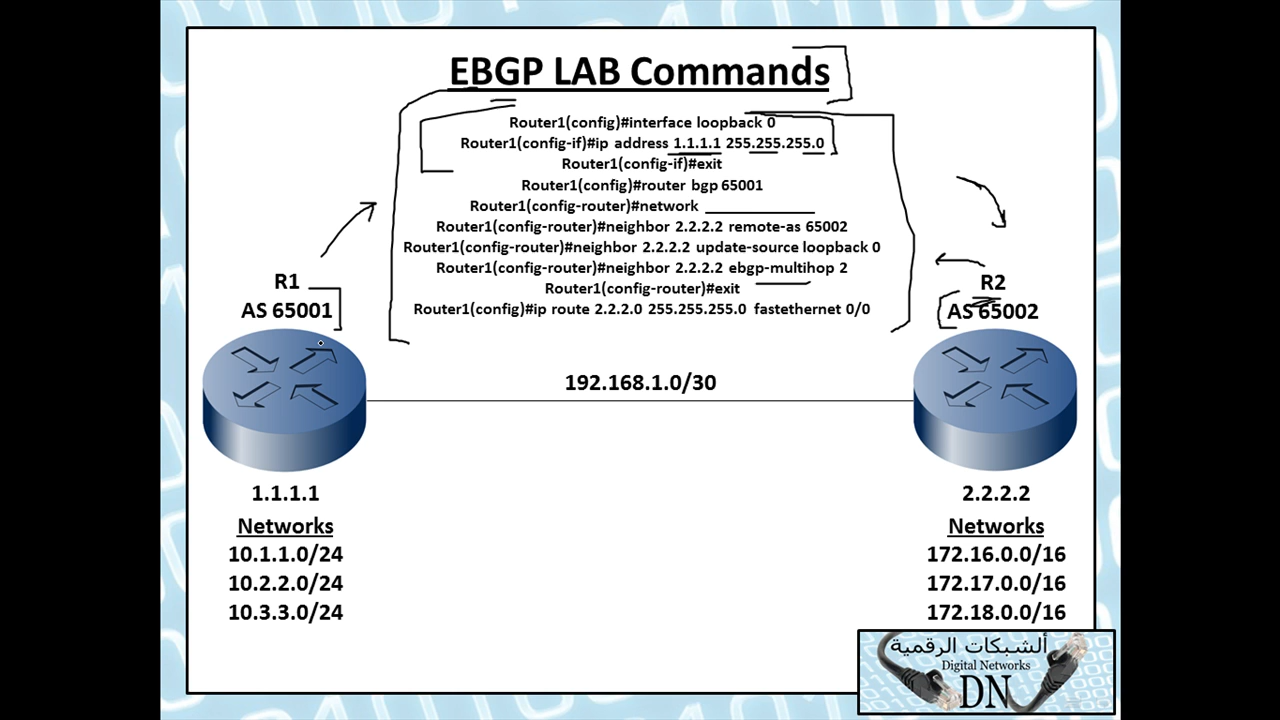 EBGP LAB Commands
Router1(config)#interface loopback 0
Router1(config-if)#ip address 1.1.1.1 255.255.255.0
Router1(config-if)#exit
Router1(config)#router bgp 65001
Router1(config-router)#network ___________
Router1(config-router)#neighbor 2.2.2.2 remote-as 65002
Router1(config-router)#neighbor 2.2.2.2 update-source loopback 0
Router1(config-router)#neighbor 2.2.2.2 ebgp-multihop 2
Router1(config-router)#exit
Router1(config)#ip route 2.2.2.0 255.255.255.0 fastethernet 0/0
R1
AS 65001
R2
AS 65002
192.168.1.0/30
1.1.1.1
Networks
10.1.1.0/24
10.2.2.0/24
10.3.3.0/24
2.2.2.2
Networks
172.16.0.0/16
172.17.0.0/16
172.18.0.0/16
ألشبكات الرقمية
Digital Networks
DN